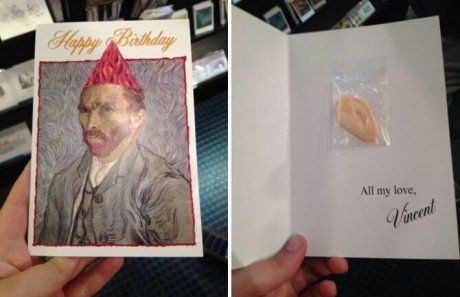 Happy Birthday
All my love,
Vincent